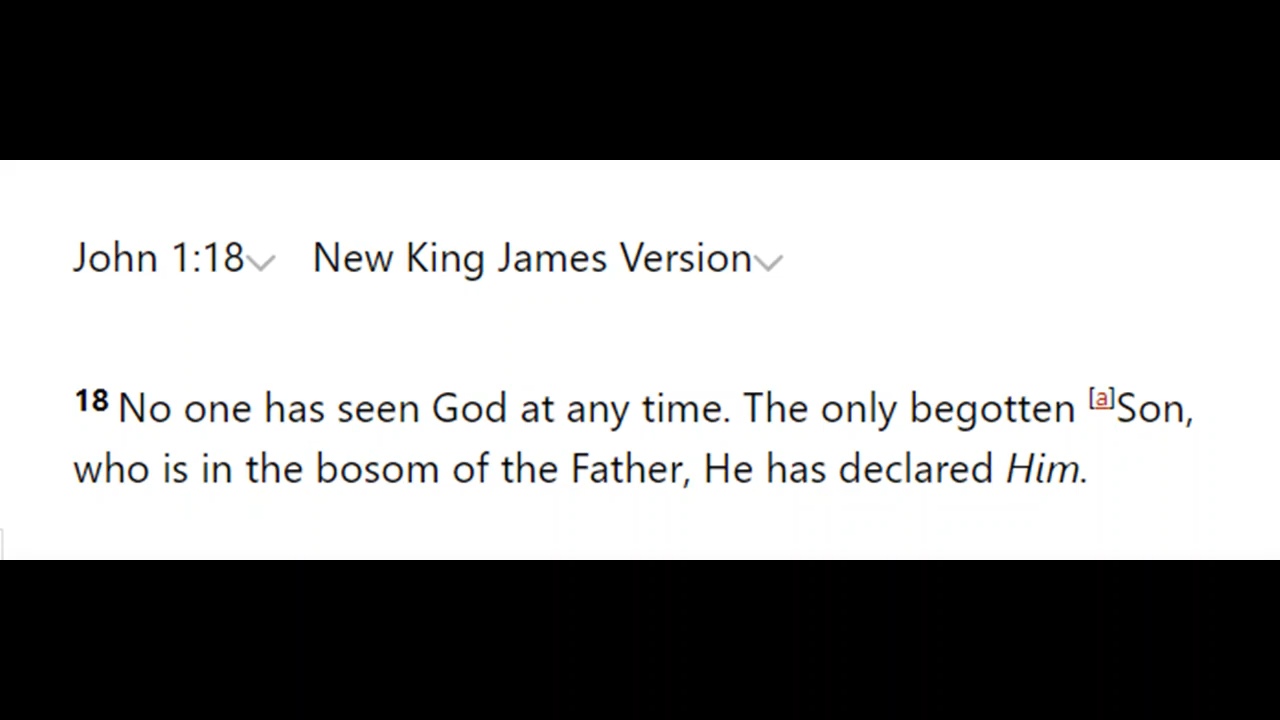 John 1:18 New King James Version
18 No one has seen God at any time. The only begotten [a]Son,
who is in the bosom of the Father, He has declared Him.